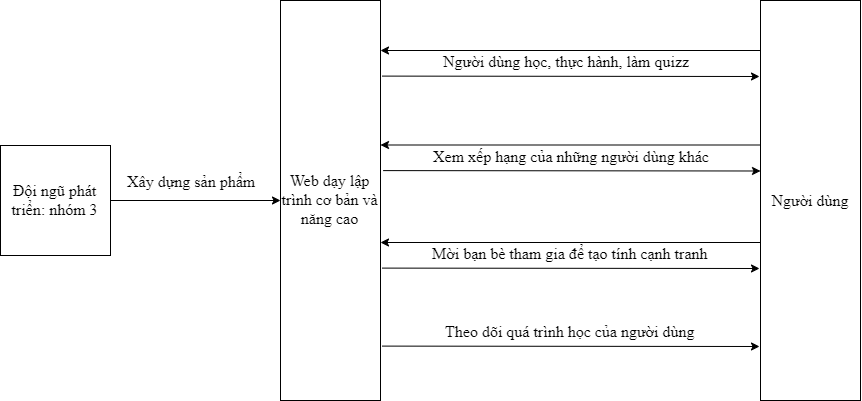 Người dùng học, thực hành, làm quizz
Xem xếp hạng của những người dùng khác
Đội ngũ phát
triển: nhóm 3
Xây dựng sản phẩm
Web dạy lập
trình cơ bản và
năng cao
Người dùng
Mời bạn bè tham gia để tạo tính cạnh tranh
Theo dõi quá trình học của người dùng